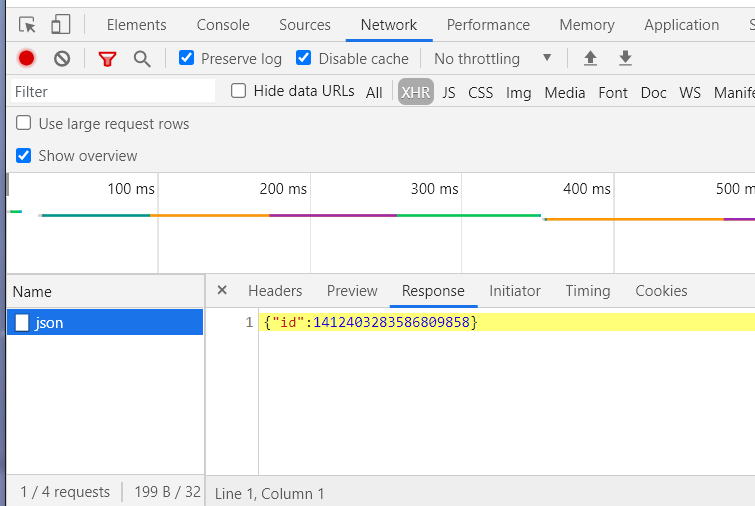 Elements Console Sources Network Performance Memory Application S
Preserve log Disable cache No throttling
Filter Hide data URLs All XHR JS CSS Img Media Font Doc WS Manife
Use large request rows
Show overview
100 ms 200 ms 300 ms 400 ms 500 m
Name Headers Preview Response Initiator Timing Cookies
json 1 {"id":1412403283586809858}
1 / 4 requests 199 B / 32 Line 1, Column 1